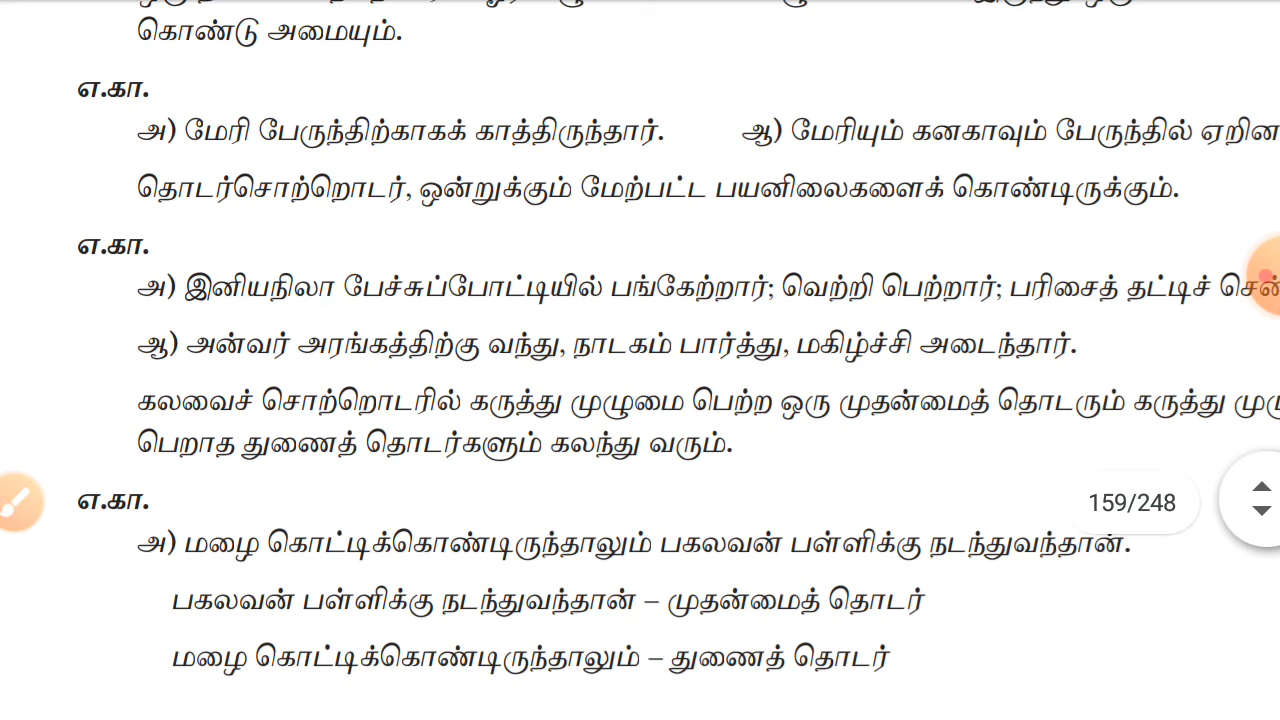 கொண்டு அமையும்.
எ.கா.
அ) மேரி பேருந்திற்காகக் காத்திருந்தார். ஆ) மேரியும் கனகாவும் பேருந்தில் ஏறின
தொடர்சொற்றொடர், ஒன்றுக்கும் மேற்பட்ட பயனிலைகளைக் கொண்டிருக்கும்.
எ.கா.
அ) இனியநிலா பேச்சுப்போட்டியில் பங்கேற்றார்; வெற்றி பெற்றார்; பரிசைத் தட்டிச் சென்
ஆ) அன்வர் அரங்கத்திற்கு வந்து, நாடகம் பார்த்து, மகிழ்ச்சி அடைந்தார்.
கலவைச் சொற்றொடரில் கருத்து முழுமை பெற்ற ஒரு முதன்மைத் தொடரும் கருத்து
பெறாத துணைத் தொடர்களும் கலந்து வரும்.
எ.கா.
159/248
அ) மழை கொட்டிக்கொண்டிருந்தாலும் பகலவன் பள்ளிக்கு நடந்துவந்தான்.
பகலவன் பள்ளிக்கு நடந்துவந்தான் – முதன்மைத் தொடர்
மழை கொட்டிக்கொண்டிருந்தாலும் – துணைத் தொடர்